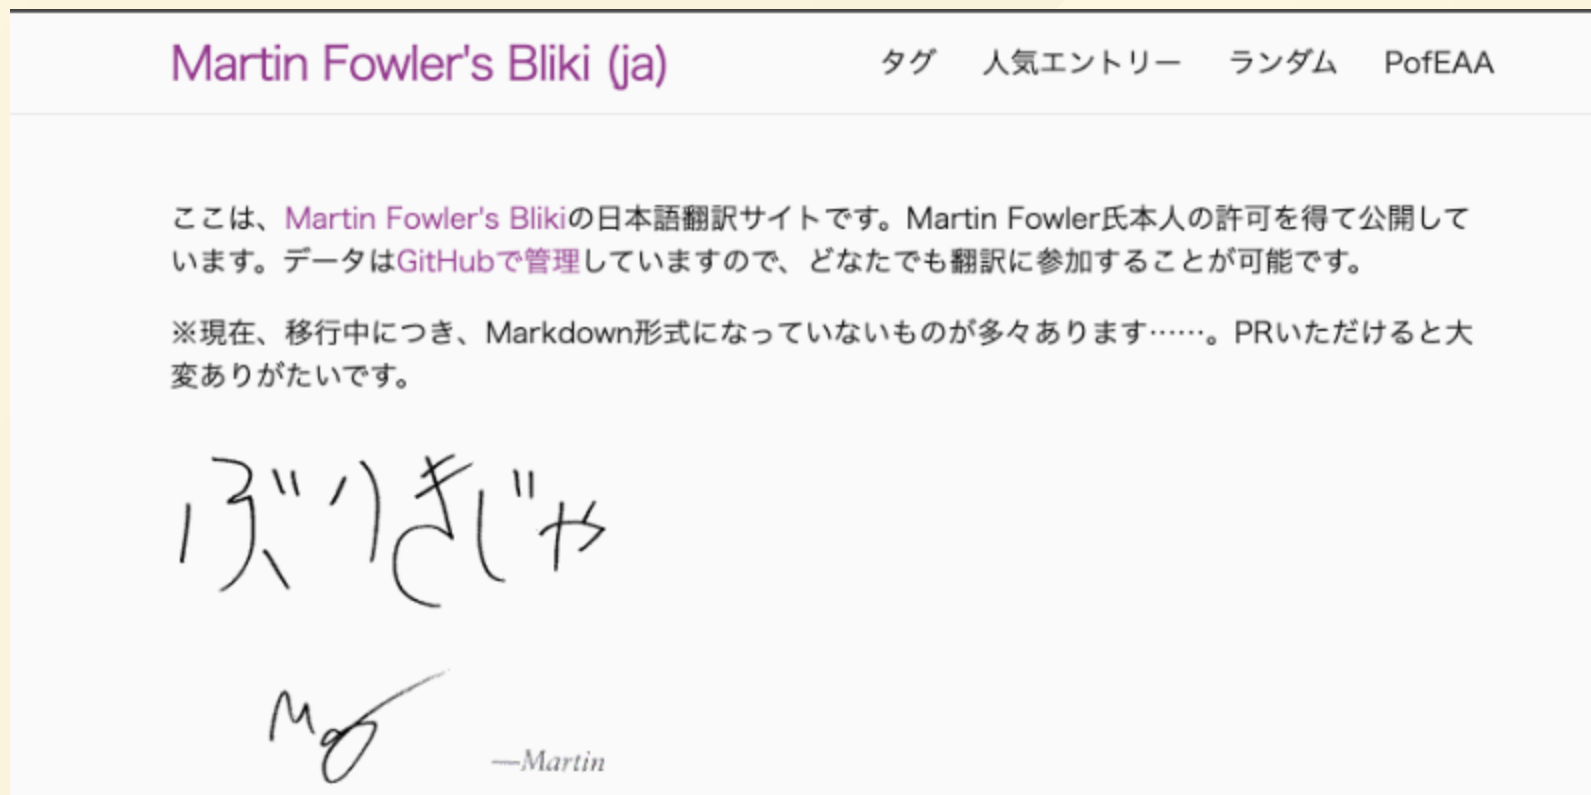 Martin Fowler's Bliki (ja)
タグ 人気エントリー ランダム PofEAA
ここは、Martin Fowler's Blikiの日本語翻訳サイトです。Martin Fowler氏本人の許可を得て公開して
います。データはGitHubで管理していますので、どなたでも翻訳に参加することが可能です。
※現在、移行中につき、Markdown形式になっていないものが多々あります……。PRいただけると大
変ありがたいです。
ぶりきじゃ
—Martin